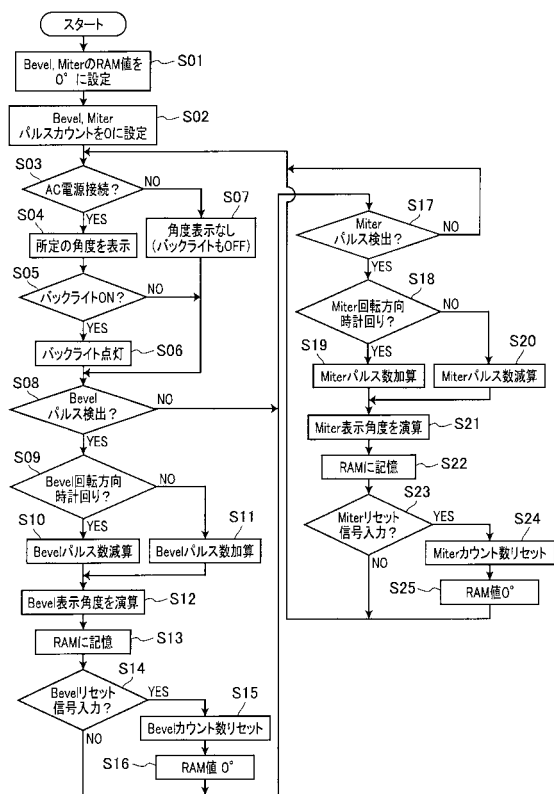 スタート
Bevel, MiterのRAM値を
0°に設定
S01
Bevel, Miter
パルスカウントを0に設定
S02
S03
AC電源接続?
NO
YES
S04
所定の角度を表示
S07
角度表示なし
(バックライトもOFF)
S05
バックライトON?
NO
YES
バックライト点灯
S06
S08
Bevel
パルス検出?
NO
YES
S09
Bevel回転方向
時計回り?
NO
YES
S10
Bevelパルス数減算
S11
Bevelパルス数加算
Bevel表示角度を演算
S12
RAMに記憶
S13
S14
Bevelリセット
信号入力?
YES
NO
S15
Bevelカウント数リセット
S16
RAM値 0°
S17
Miter
パルス検出?
NO
YES
S18
Miter回転方向
時計回り?
NO
YES
S19
Miterパルス数加算
S20
Miterパルス数減算
Miter表示角度を演算
S21
RAMに記憶
S22
S23
Miterリセット
信号入力?
YES
NO
S24
Miterカウント数リセット
S25
RAM値0°